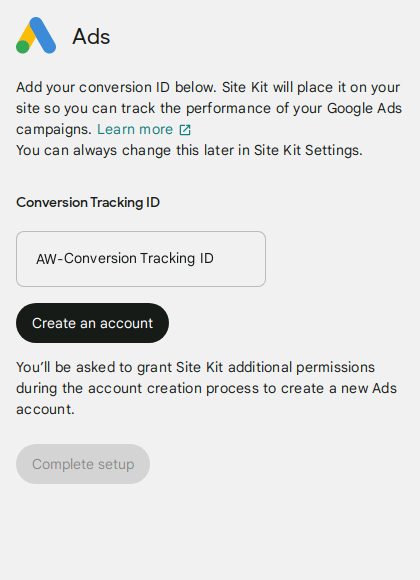 Ads
Add your conversion ID below. Site Kit will place it on your
site so you can track the performance of your Google Ads
campaigns. Learn more
You can always change this later in Site Kit Settings.
Conversion Tracking ID
AW-Conversion Tracking ID
Create an account
You’ll be asked to grant Site Kit additional permissions
during the account creation process to create a new Ads
account.
Complete setup